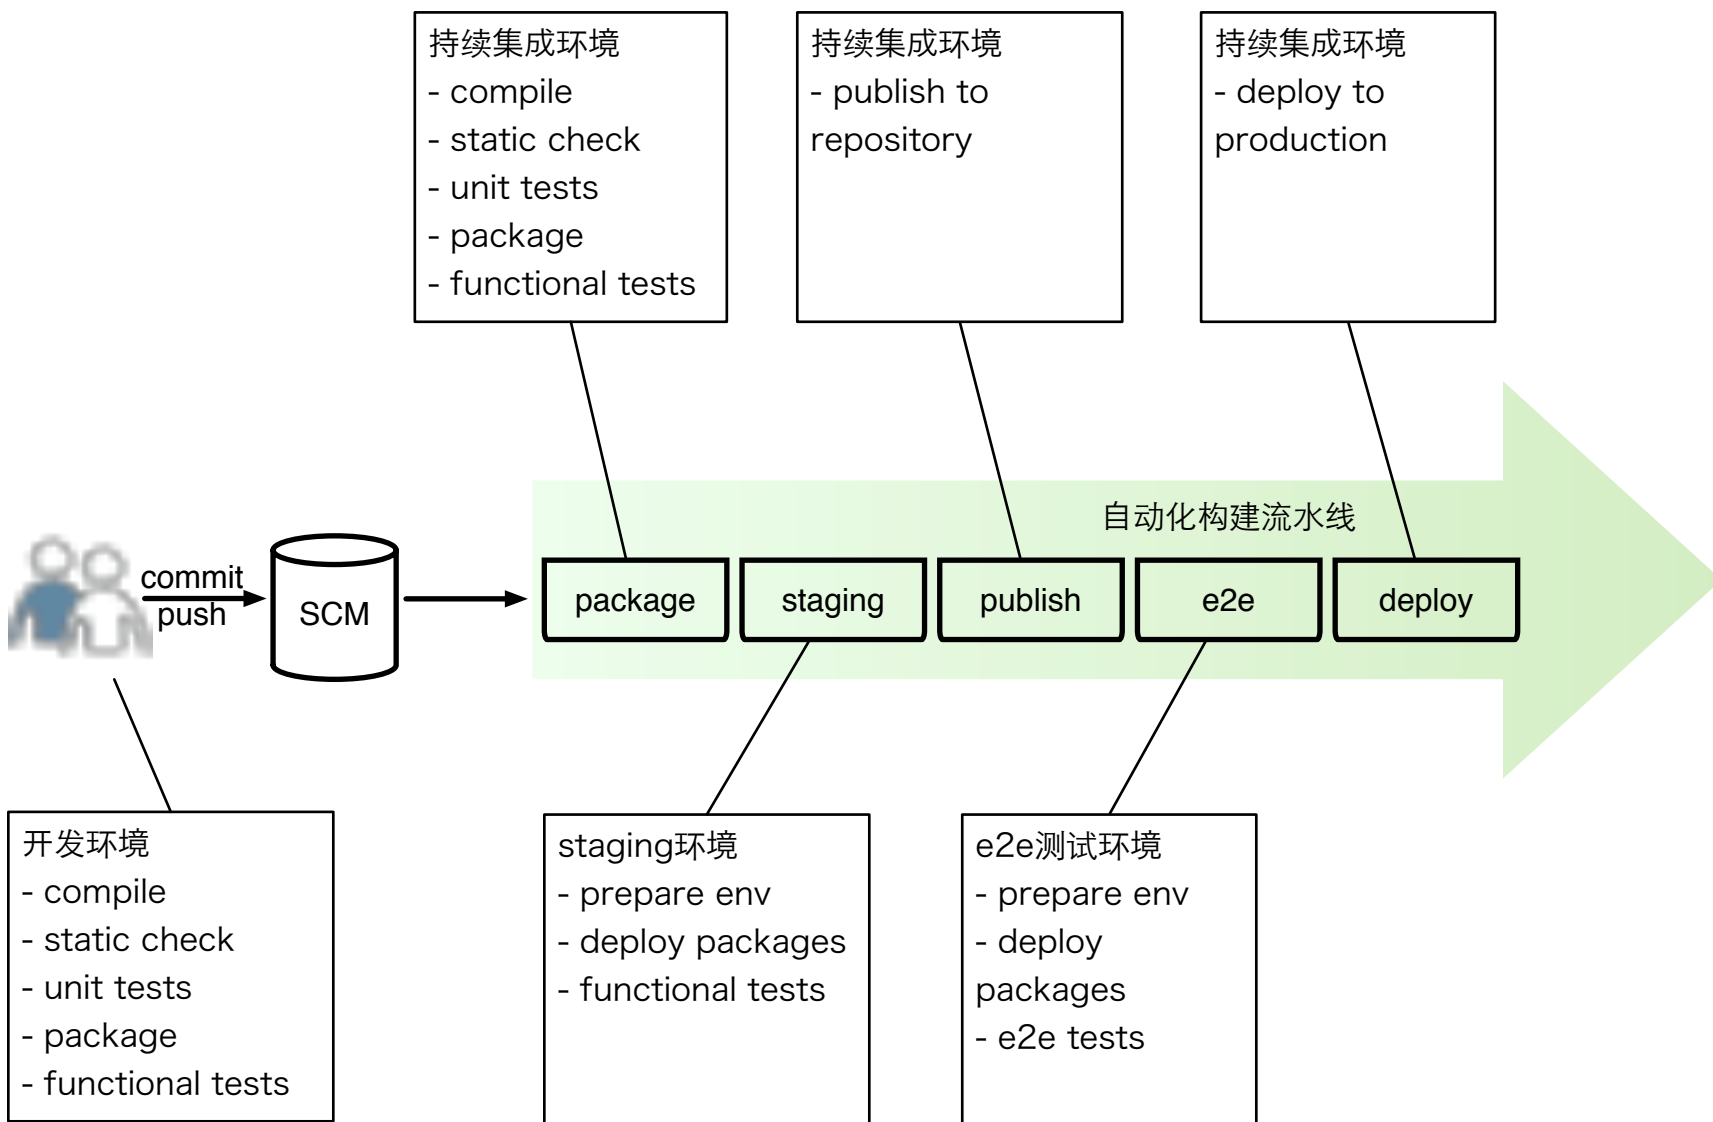 持续集成环境
- compile
- static check
- unit tests
- package
- functional tests
持续集成环境
- publish to
repository
持续集成环境
- deploy to
production
自动化构建流水线
commit
push
SCM
package
staging
publish
e2e
deploy
开发环境
- compile
- static check
- unit tests
- package
- functional tests
staging环境
- prepare env
- deploy packages
- functional tests
e2e测试环境
- prepare env
- deploy
packages
- e2e tests